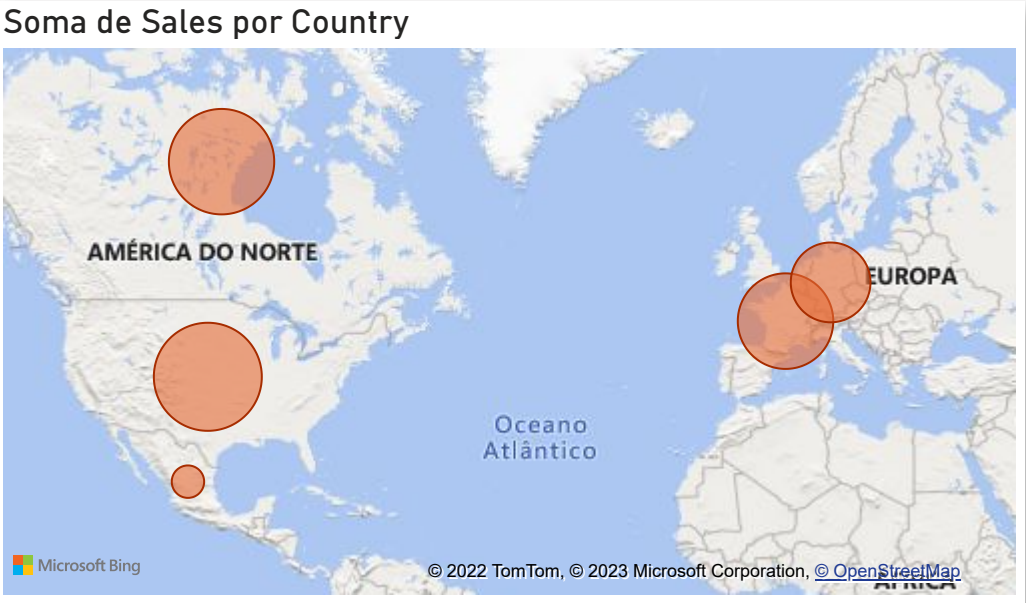 Soma de Sales por Country
AMÉRICA DO NORTE
EUROPA
Oceano
Atlântico
Microsoft Bing
© 2022 TomTom, © 2023 Microsoft Corporation, © OpenStreetMap
ÁFRICA